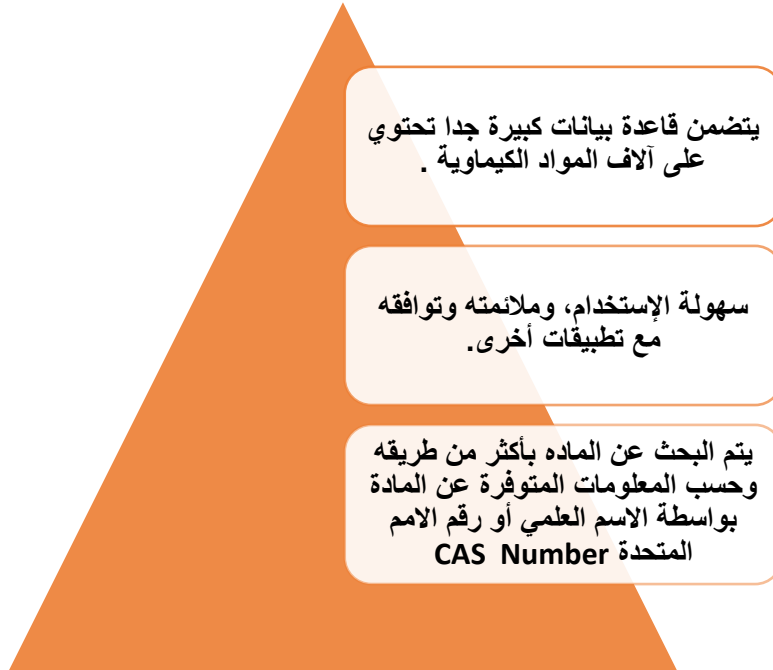 يتضمن قاعدة بيانات كبيرة جدا تحتوي
على آلاف المواد الكيماوية .
سهولة الإستخدام، وملائمته وتوافقه
مع تطبيقات أخرى.
يتم البحث عن الماده بأكثر من طريقه
وحسب المعلومات المتوفرة عن المادة
بواسطة الاسم العلمي أو رقم الامم
المتحدة CAS Number